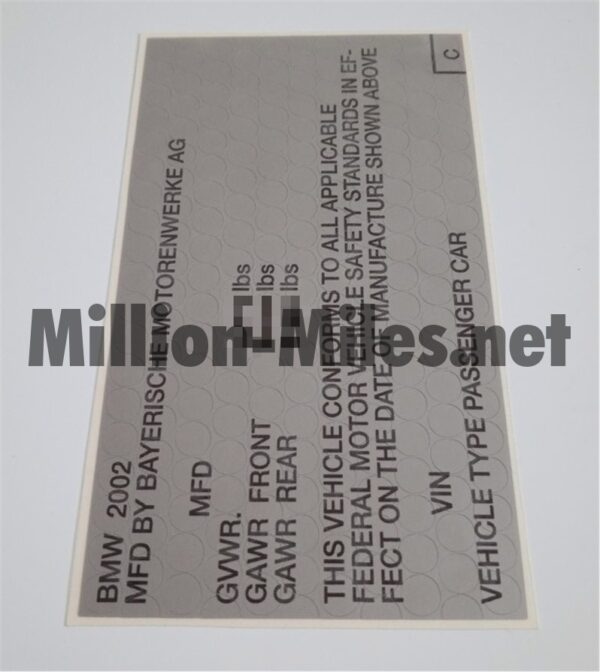 BMW 2002
MFD BY BAYERISCHE MOTORENWERKE AG
MFD
GVWR. lbs
GAWR FRONT lbs
GAWR REAR lbs
THIS VEHICLE CONFORMS TO ALL APPLICABLE
FEDERAL MOTOR VEHICLE SAFETY STANDARDS IN EF-
FECT ON THE DATE OF MANUFACTURE SHOWN ABOVE
VIN
VEHICLE TYPE PASSENGER CAR
C
Million-Miles.net